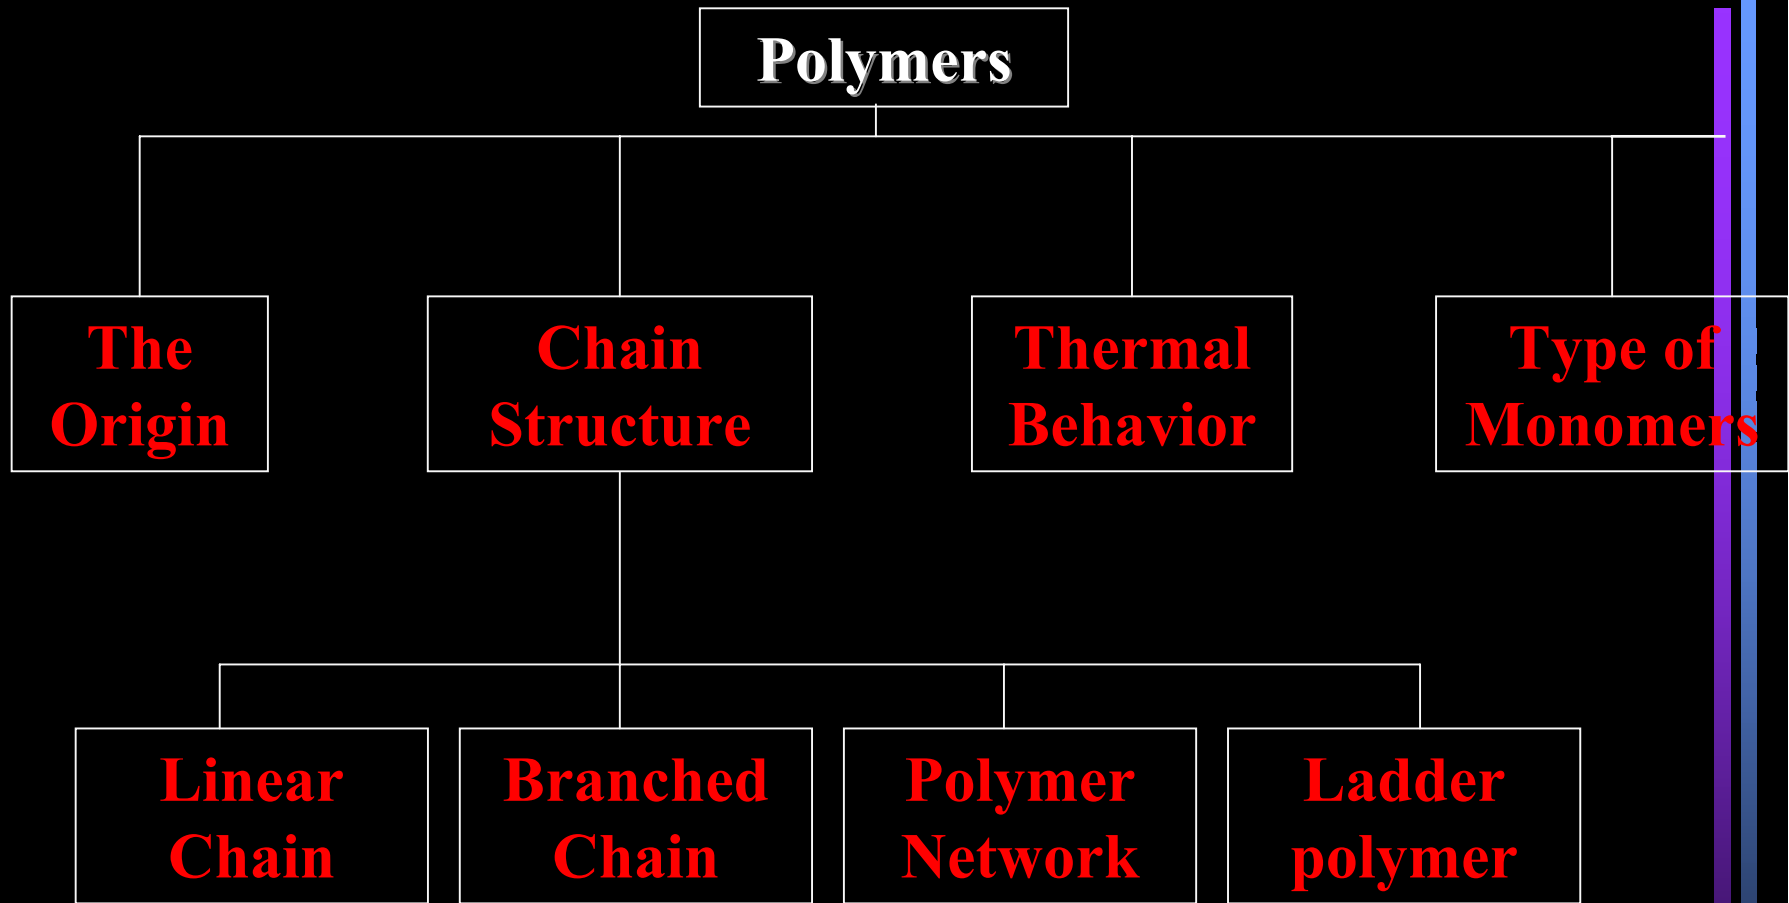 Polymers
The
Origin
Chain
Structure
Thermal
Behavior
Type of
Monomers
Linear
Chain
Branched
Chain
Polymer
Network
Ladder
polymer